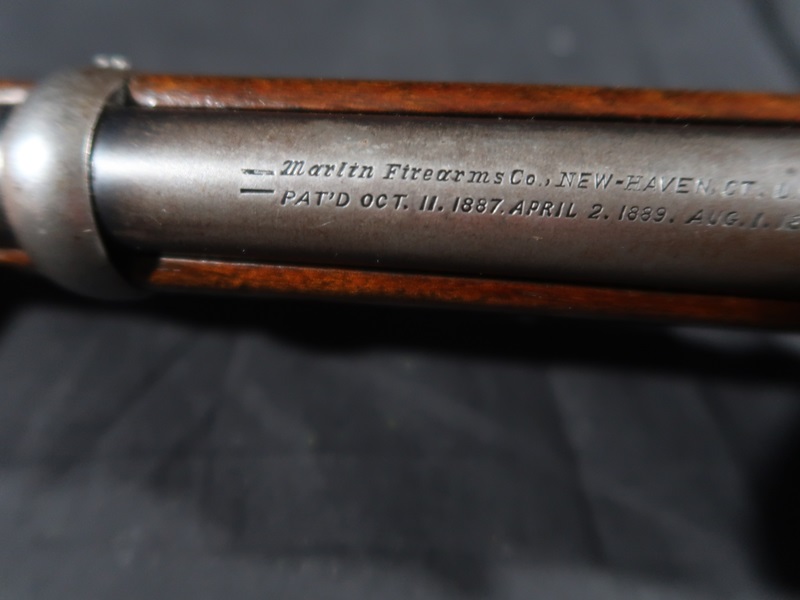 Marlin Firearms Co., NEW-HAVEN, CT.
PAT'D OCT. 11. 1887. APRIL 2. 1889. AUG. 1.